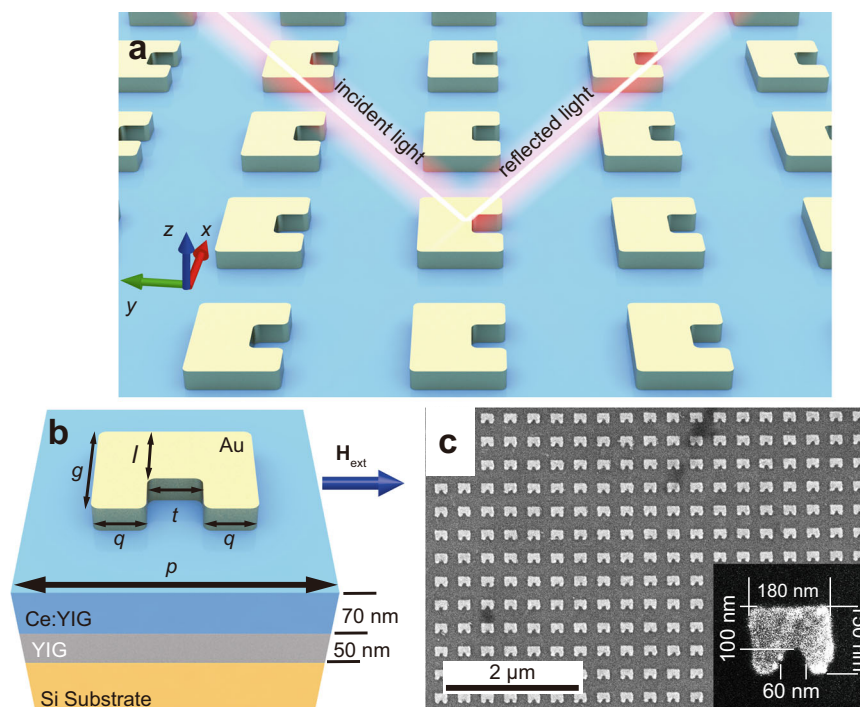 a
incident light
reflected light
z
x
y
b
Au
g
l
t
q
q
p
H_ext
Ce:YIG
70 nm
YIG
50 nm
Si Substrate
c
2 µm
180 nm
100 nm
60 nm